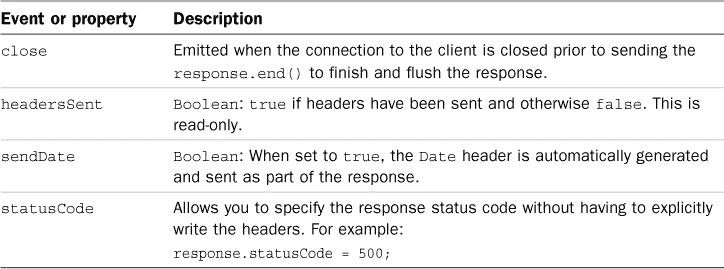 Event or property Description
close Emitted when the connection to the client is closed prior to sending the
response.end() to finish and flush the response.
headersSent Boolean: true if headers have been sent and otherwise false. This is
read-only.
sendDate Boolean: When set to true, the Date header is automatically generated
and sent as part of the response.
statusCode Allows you to specify the response status code without having to explicitly
write the headers. For example:
response.statusCode = 500;